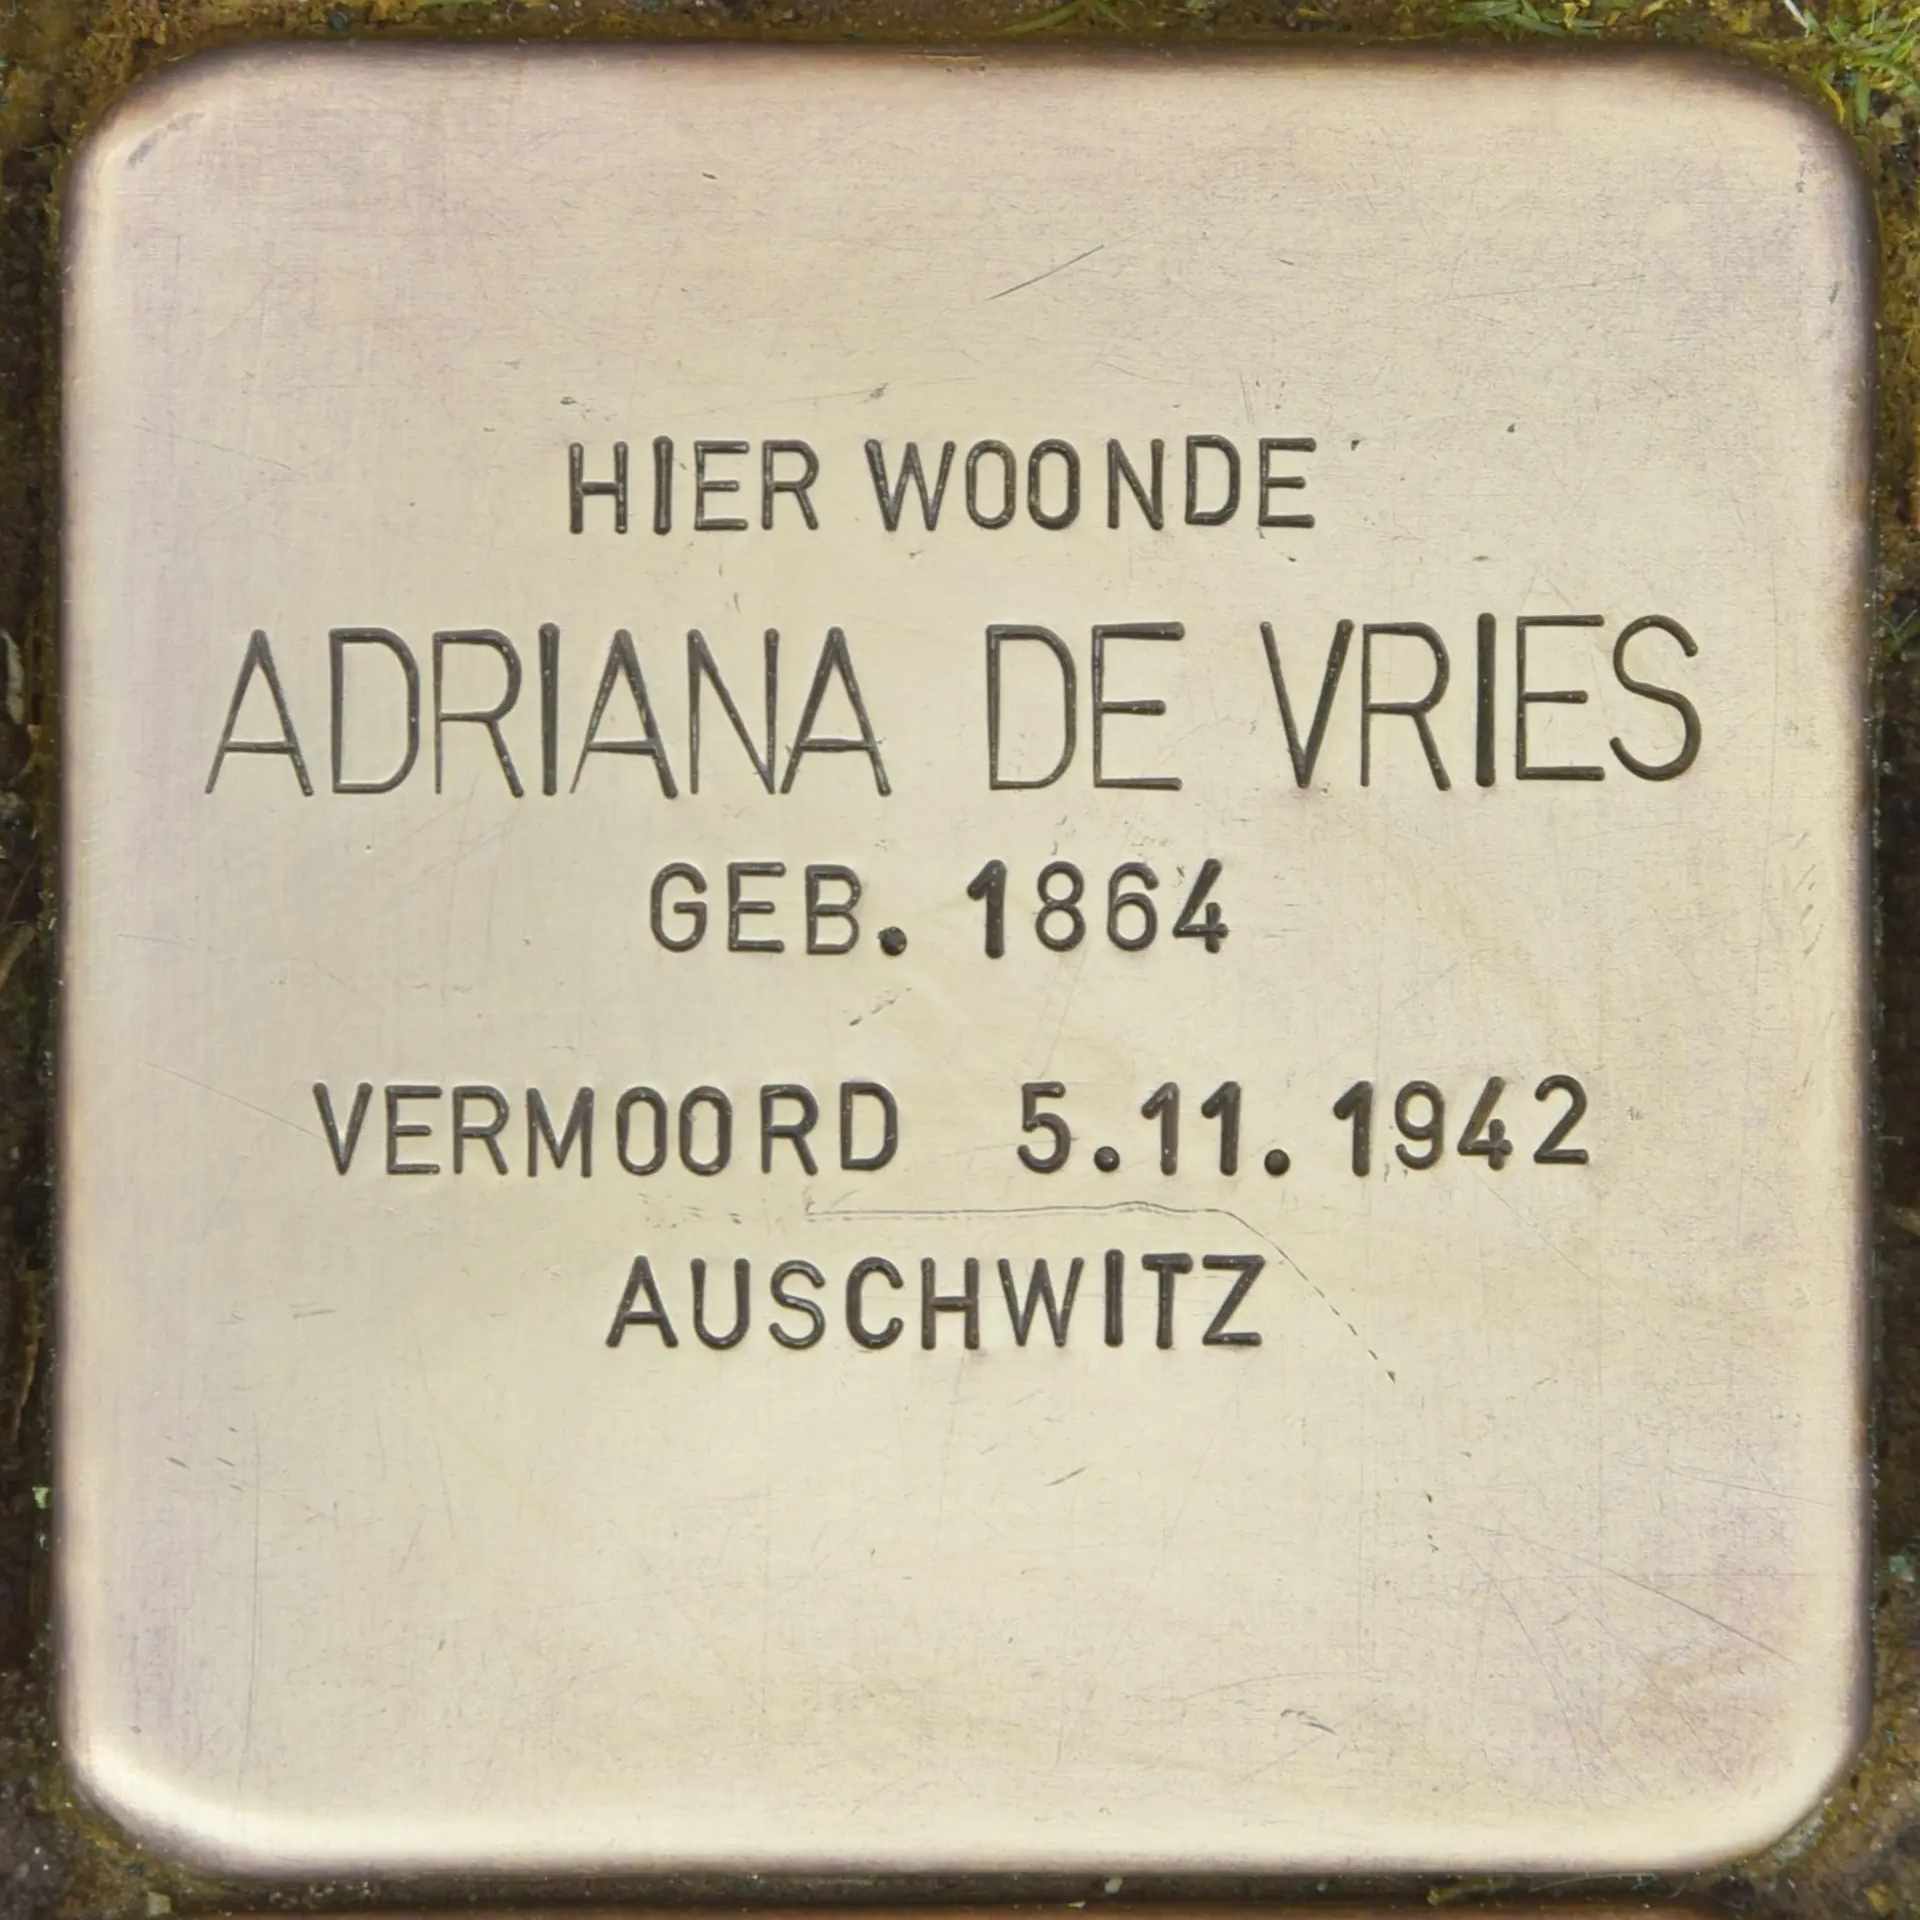 HIER WOONDE
ADRIANA DE VRIES
GEB. 1864
VERMOORD 5.11.1942
AUSCHWITZ